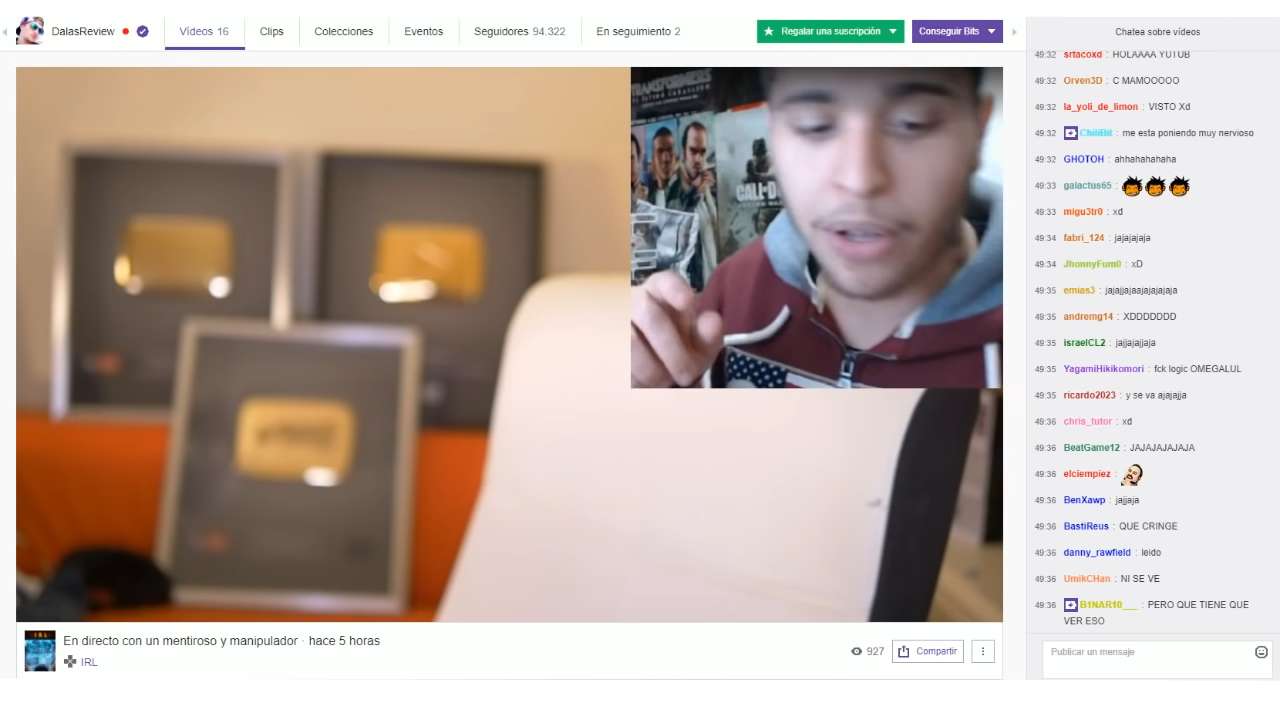 DalasReview
Vídeos 16
Clips
Colecciones
Eventos
Seguidores 94.322
En seguimiento 2
Regalar una suscripción
Conseguir Bits
Chatea sobre vídeos
TRANSFORMERS
CALL OF D
49:32 srtacoxd : HOLAAAA YUTUB
49:32 Orven3D : C MAMOOOOO
49:32 la_yoli_de_limon : VISTO Xd
49:32 ChiliBil : me esta poniendo muy nervioso
49:32 GHOTOH : ahhahahahaha
49:33 galactus65 :
49:33 migu3tr0 : xd
49:34 fabri_124 : jajajajaja
49:34 JhonnyFum0 : xD
49:35 emias3 : jajajjajaajajajajaja
49:35 andremg14 : XDDDDDDD
49:35 israelCL2 : jajjajajjaja
49:35 YagamiHikikomori : fck logic OMEGALUL
49:35 ricardo2023 : y se va ajajajja
49:36 chris_tutor : xd
49:36 BeatGame12 : JAJAJAJAJAJA
49:36 elciempiez :
49:36 BenXawp : jajjaja
49:36 BastiReus : QUE CRINGE
49:36 danny_rawfield : leido
49:36 UmikCHan : NI SE VE
49:36 B1NAR10___ : PERO QUE TIENE QUE
VER ESO
En directo con un mentiroso y manipulador · hace 5 horas
IRL
927
Compartir
Publicar un mensaje